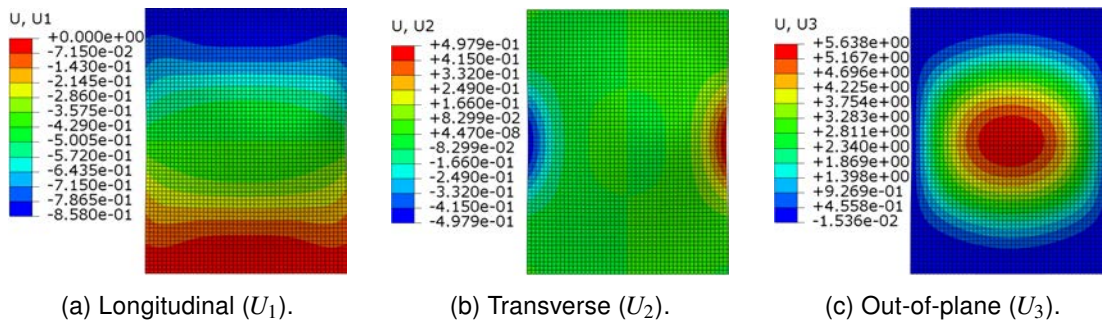 U, U1
+0.000e+00
-7.150e-02
-1.430e-01
-2.145e-01
-2.860e-01
-3.575e-01
-4.290e-01
-5.005e-01
-5.720e-01
-6.435e-01
-7.150e-01
-7.865e-01
-8.580e-01
U, U2
+4.979e-01
+4.150e-01
+3.320e-01
+2.490e-01
+1.660e-01
+8.299e-02
+4.470e-08
-8.299e-02
-1.660e-01
-2.490e-01
-3.320e-01
-4.150e-01
-4.979e-01
U, U3
+5.638e+00
+5.167e+00
+4.696e+00
+4.225e+00
+3.754e+00
+3.283e+00
+2.811e+00
+2.340e+00
+1.869e+00
+1.398e+00
+9.269e-01
+4.558e-01
-1.536e-02
(a) Longitudinal (U₁).
(b) Transverse (U₂).
(c) Out-of-plane (U₃).